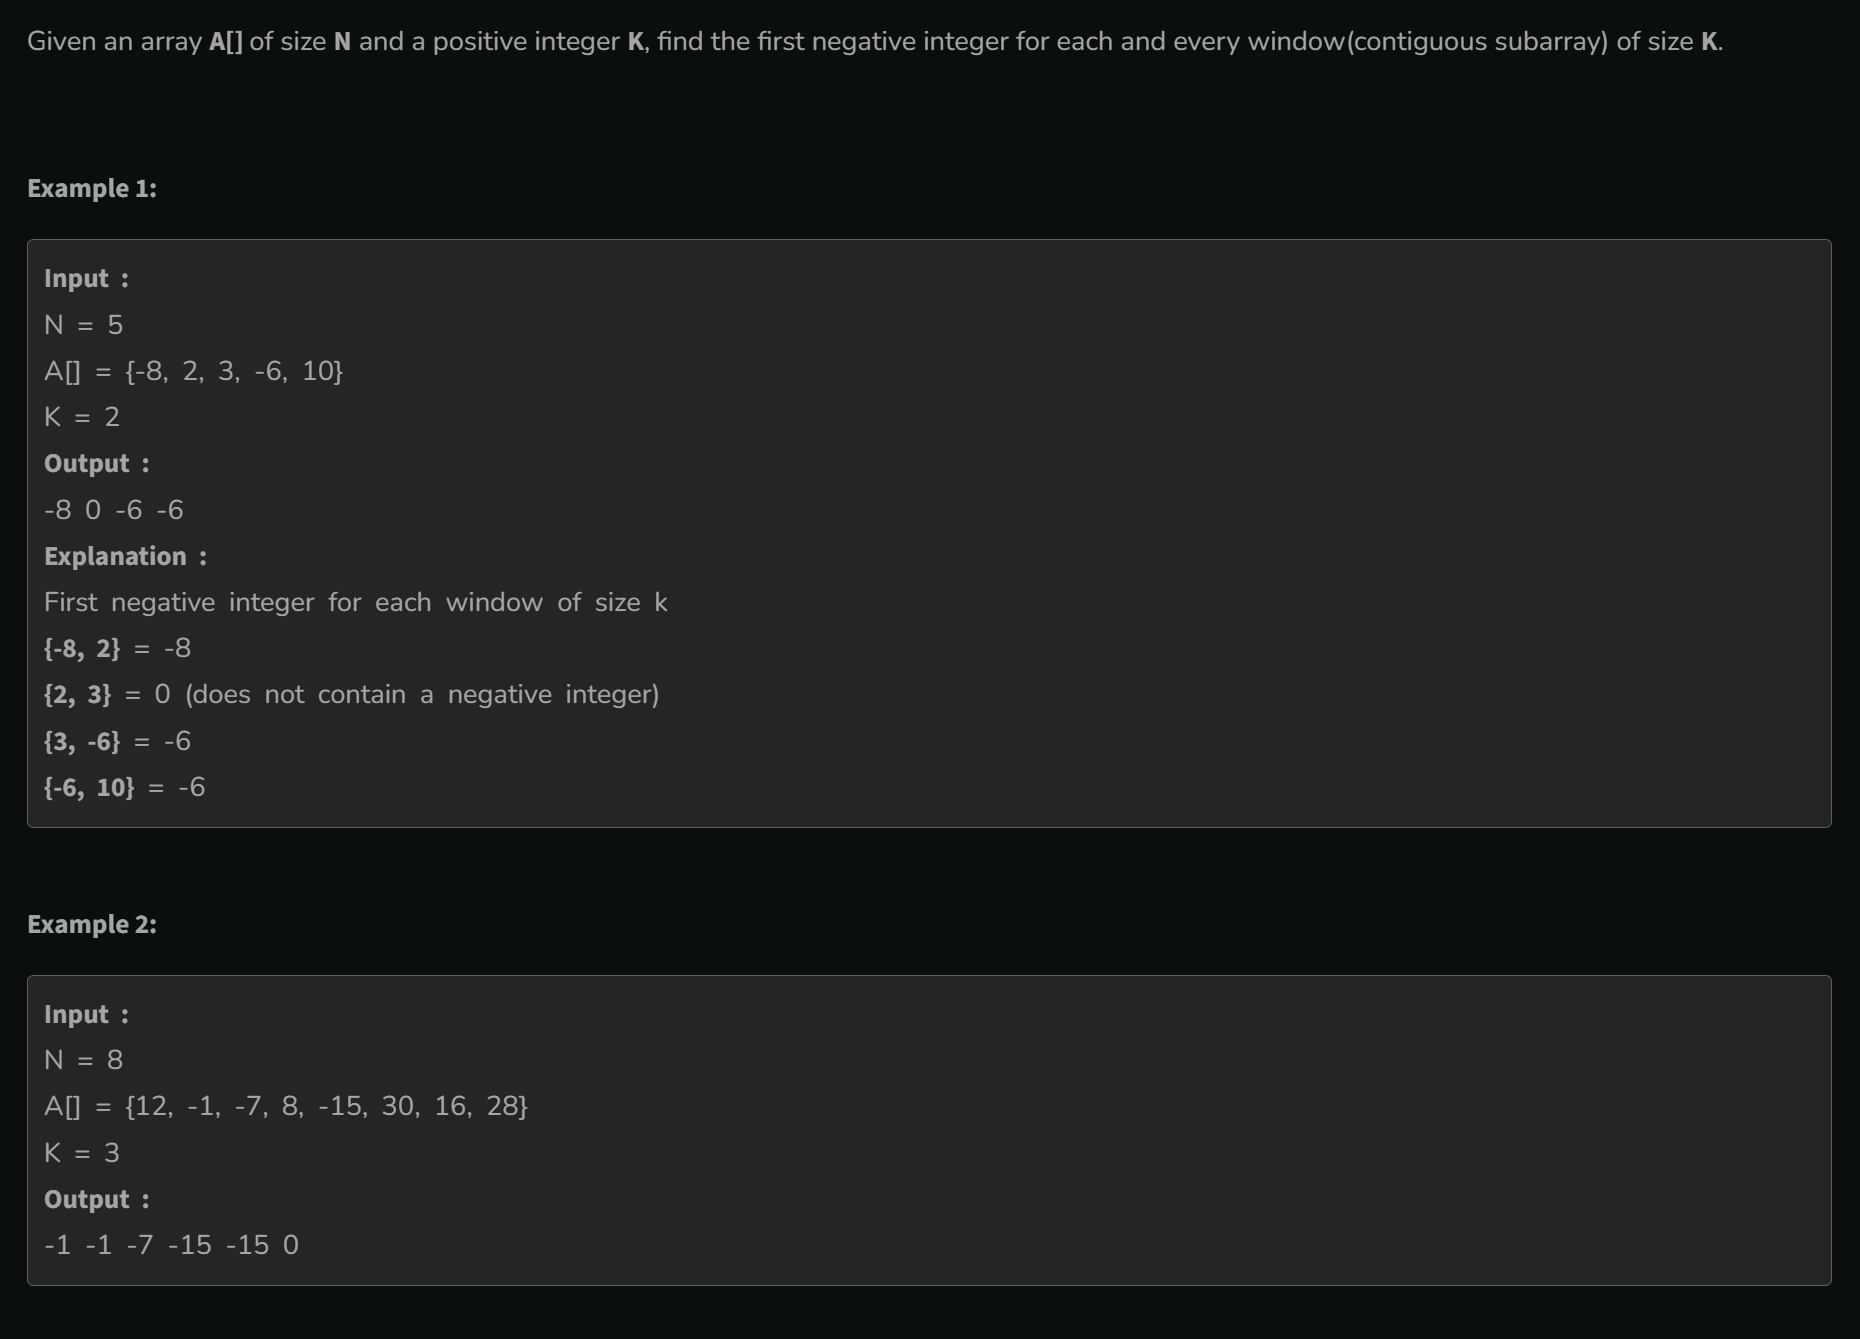 Given an array A[] of size N and a positive integer K, find the first negative integer for each and every window(contiguous subarray) of size K.
Example 1:
Input :
N = 5
A[] = {-8, 2, 3, -6, 10}
K = 2
Output :
-8 0 -6 -6
Explanation :
First negative integer for each window of size k
{-8, 2} = -8
{2, 3} = 0 (does not contain a negative integer)
{3, -6} = -6
{-6, 10} = -6
Example 2:
Input :
N = 8
A[] = {12, -1, -7, 8, -15, 30, 16, 28}
K = 3
Output :
-1 -1 -7 -15 -15 0